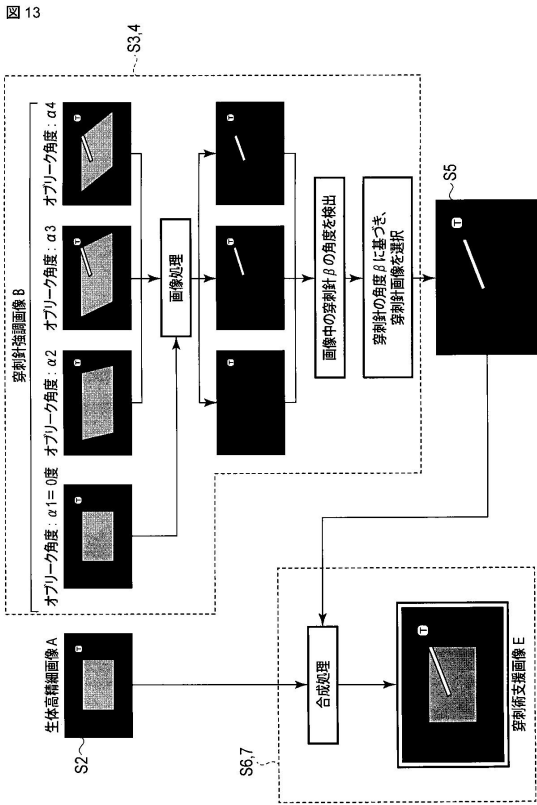 図 13
S3,4
穿刺針強調画像 B
オブリーク角度：α1＝0度
オブリーク角度：α2
オブリーク角度：α3
オブリーク角度：α4
T
T
T
T
画像処理
T
T
T
画像中の穿刺針βの角度を検出
穿刺針の角度βに基づき、
穿刺針画像を選択
S5
T
生体高精細画像A
T
S2
合成処理
S6,7
T
穿刺術支援画像 E